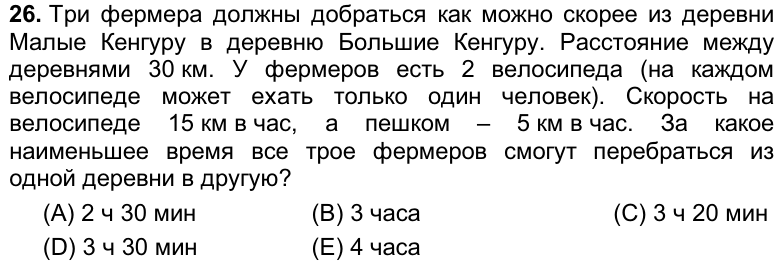 26. Три фермера должны добраться как можно скорее из деревни
Малые Кенгуру в деревню Большие Кенгуру. Расстояние между
деревнями 30 км. У фермеров есть 2 велосипеда (на каждом
велосипеде может ехать только один человек). Скорость на
велосипеде 15 км в час, а пешком – 5 км в час. За какое
наименьшее время все трое фермеров смогут перебраться из
одной деревни в другую?
(A) 2 ч 30 мин (B) 3 часа (C) 3 ч 20 мин
(D) 3 ч 30 мин (E) 4 часа